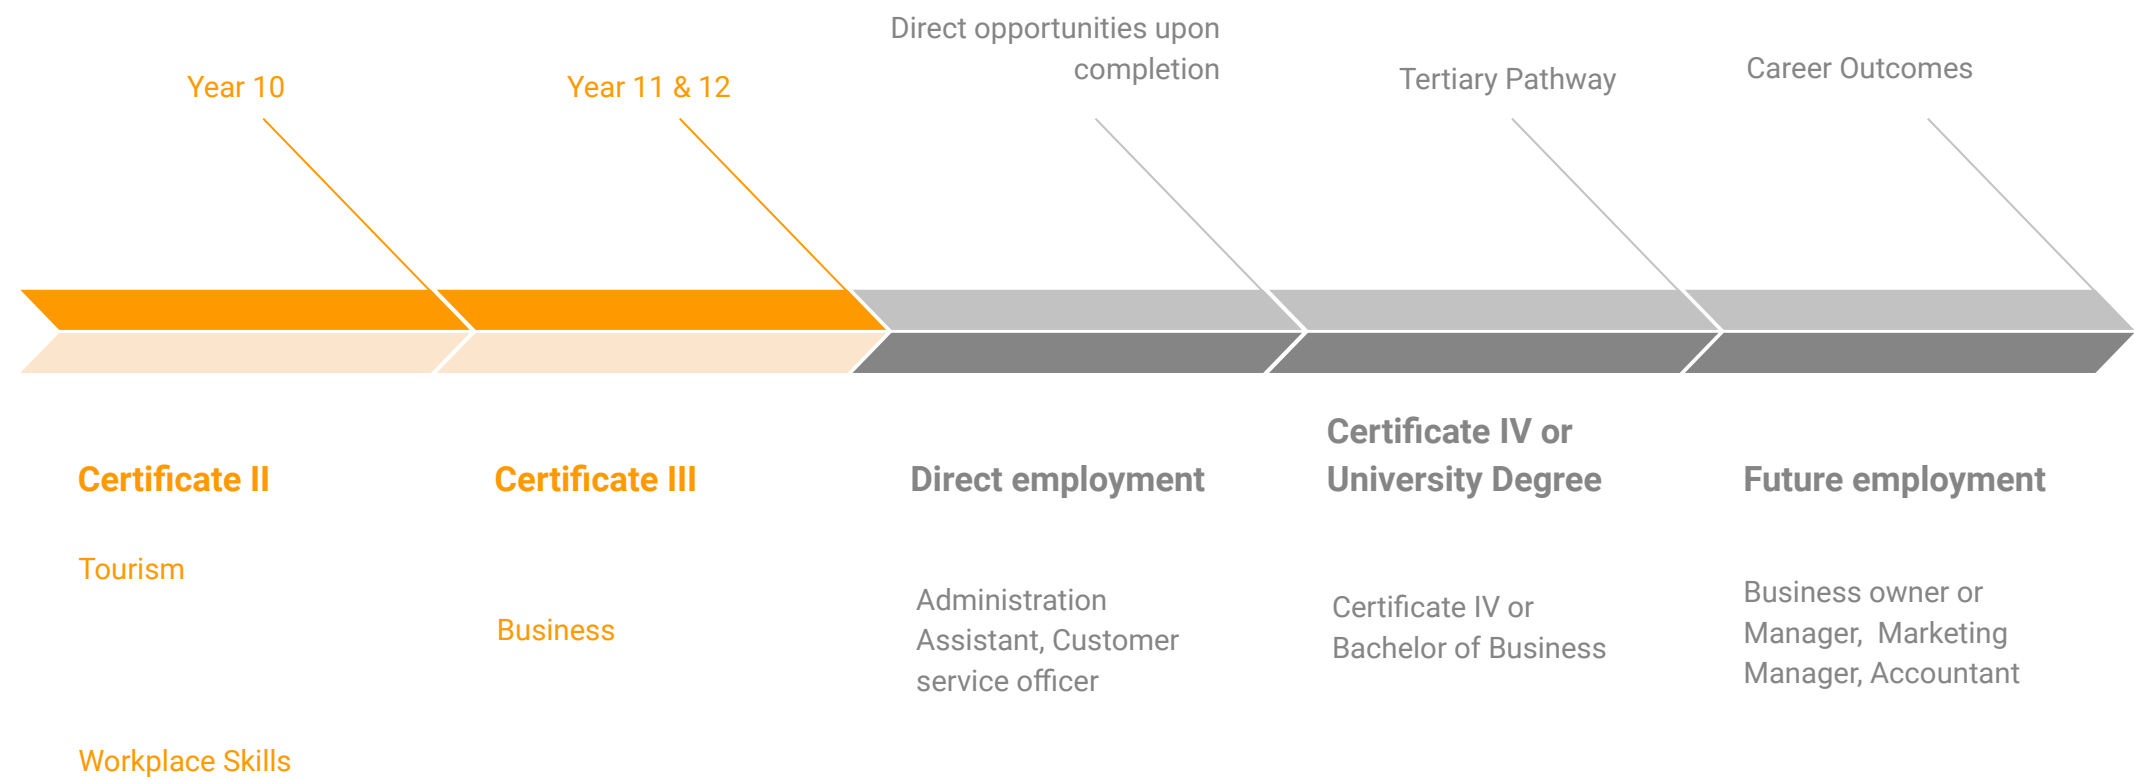 Direct opportunities upon
completion
Year 10
Year 11 & 12
Tertiary Pathway
Career Outcomes
Certificate II
Certificate III
Direct employment
Certificate IV or
University Degree
Future employment
Tourism
Workplace Skills
Business
Administration
Assistant, Customer
service officer
Certificate IV or
Bachelor of Business
Business owner or
Manager,  Marketing
Manager, Accountant